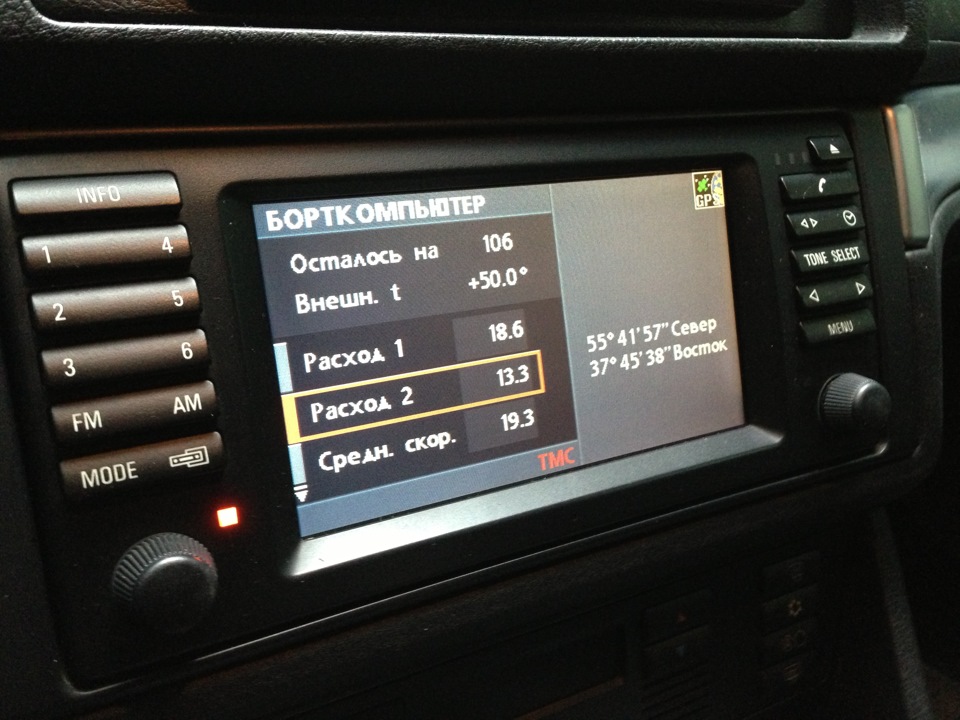 INFO
1 4
2 5
3 6
FM AM
MODE
БОРТКОМПЬЮТЕР
Осталось на 106
Внешн. t +50.0°
Расход 1 18.6
Расход 2 13.3
Средн. скор. 19.3
TMC
GPS
55°41'57" Север
37°45'38" Восток
TONE SELECT
MENU